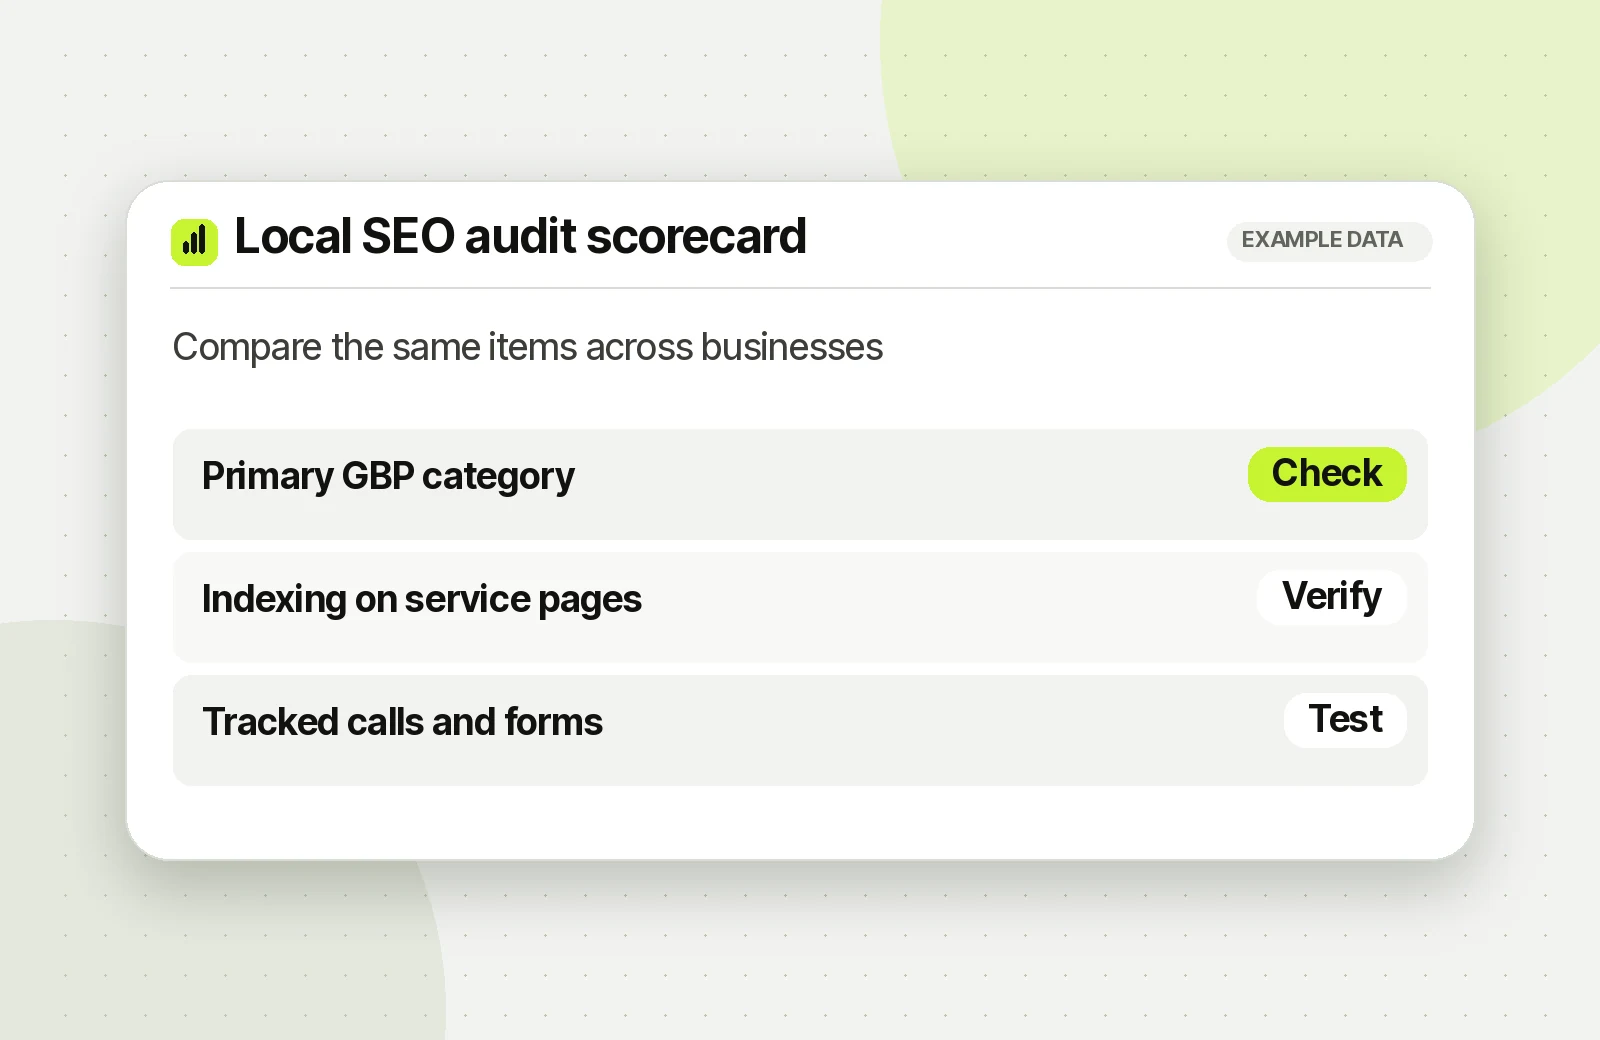 Local SEO audit scorecard
EXAMPLE DATA
Compare the same items across businesses
Primary GBP category
Check
Indexing on service pages
Verify
Tracked calls and forms
Test